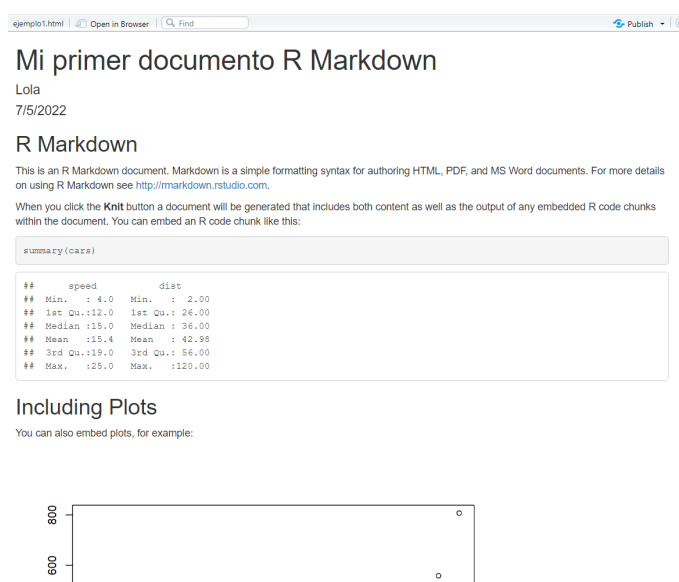 ejemplo1.html Open in Browser Find Publish
Mi primer documento R Markdown
Lola
7/5/2022
R Markdown
This is an R Markdown document. Markdown is a simple formatting syntax for authoring HTML, PDF, and MS Word documents. For more details
on using R Markdown see http://rmarkdown.rstudio.com.
When you click the Knit button a document will be generated that includes both content as well as the output of any embedded R code chunks
within the document. You can embed an R code chunk like this:
summary(cars)
##      speed           dist
##  Min.   : 4.0   Min.   :  2.00
##  1st Qu.:12.0   1st Qu.: 26.00
##  Median :15.0   Median : 36.00
##  Mean   :15.4   Mean   : 42.98
##  3rd Qu.:19.0   3rd Qu.: 56.00
##  Max.   :25.0   Max.   :120.00
Including Plots
You can also embed plots, for example:
800
600